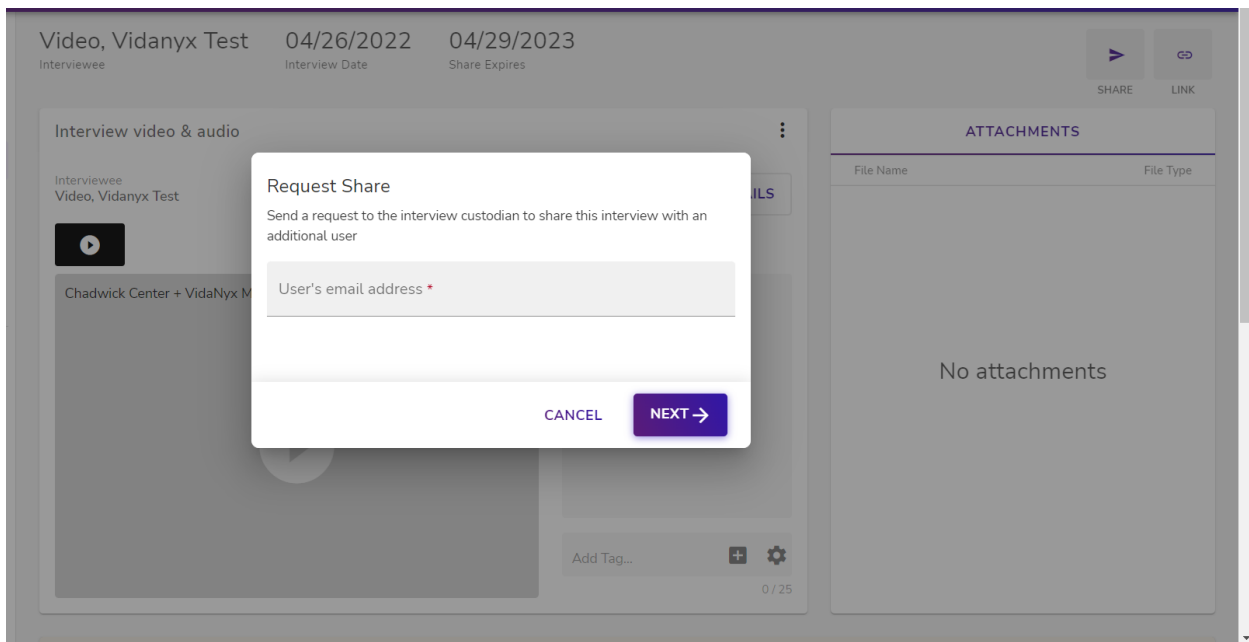 Video, Vidanyx Test
Interviewee
04/26/2022
Interview Date
04/29/2023
Share Expires
SHARE
LINK
Interview video & audio
Interviewee
Video, Vidanyx Test
Chadwick Center + VidaNyx
Request Share
Send a request to the interview custodian to share this interview with an
additional user
User's email address *
CANCEL
NEXT
Add Tag...
0 / 25
ATTACHMENTS
File Name
File Type
No attachments